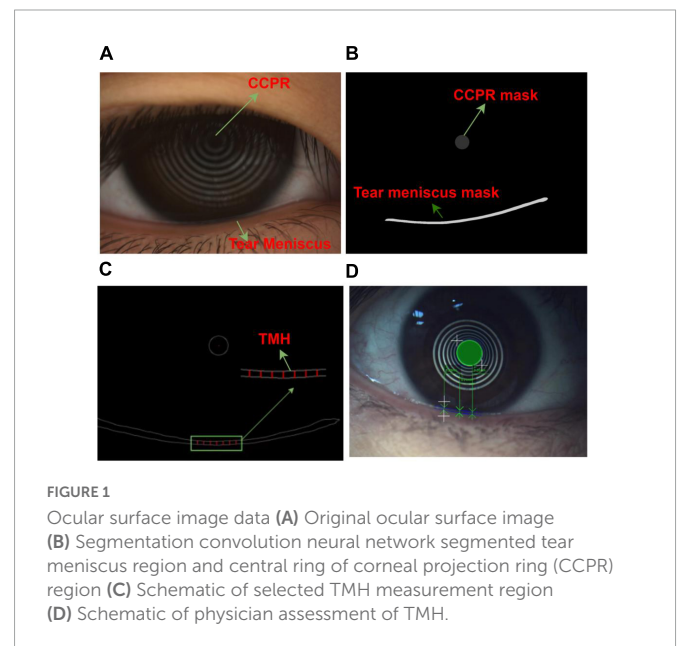 A
B
CCPR
CCPR mask
Tear meniscus mask
Tear Meniscus
C
D
TMH
FIGURE 1
Ocular surface image data (A) Original ocular surface image
(B) Segmentation convolution neural network segmented tear
meniscus region and central ring of corneal projection ring (CCPR)
region (C) Schematic of selected TMH measurement region
(D) Schematic of physician assessment of TMH.